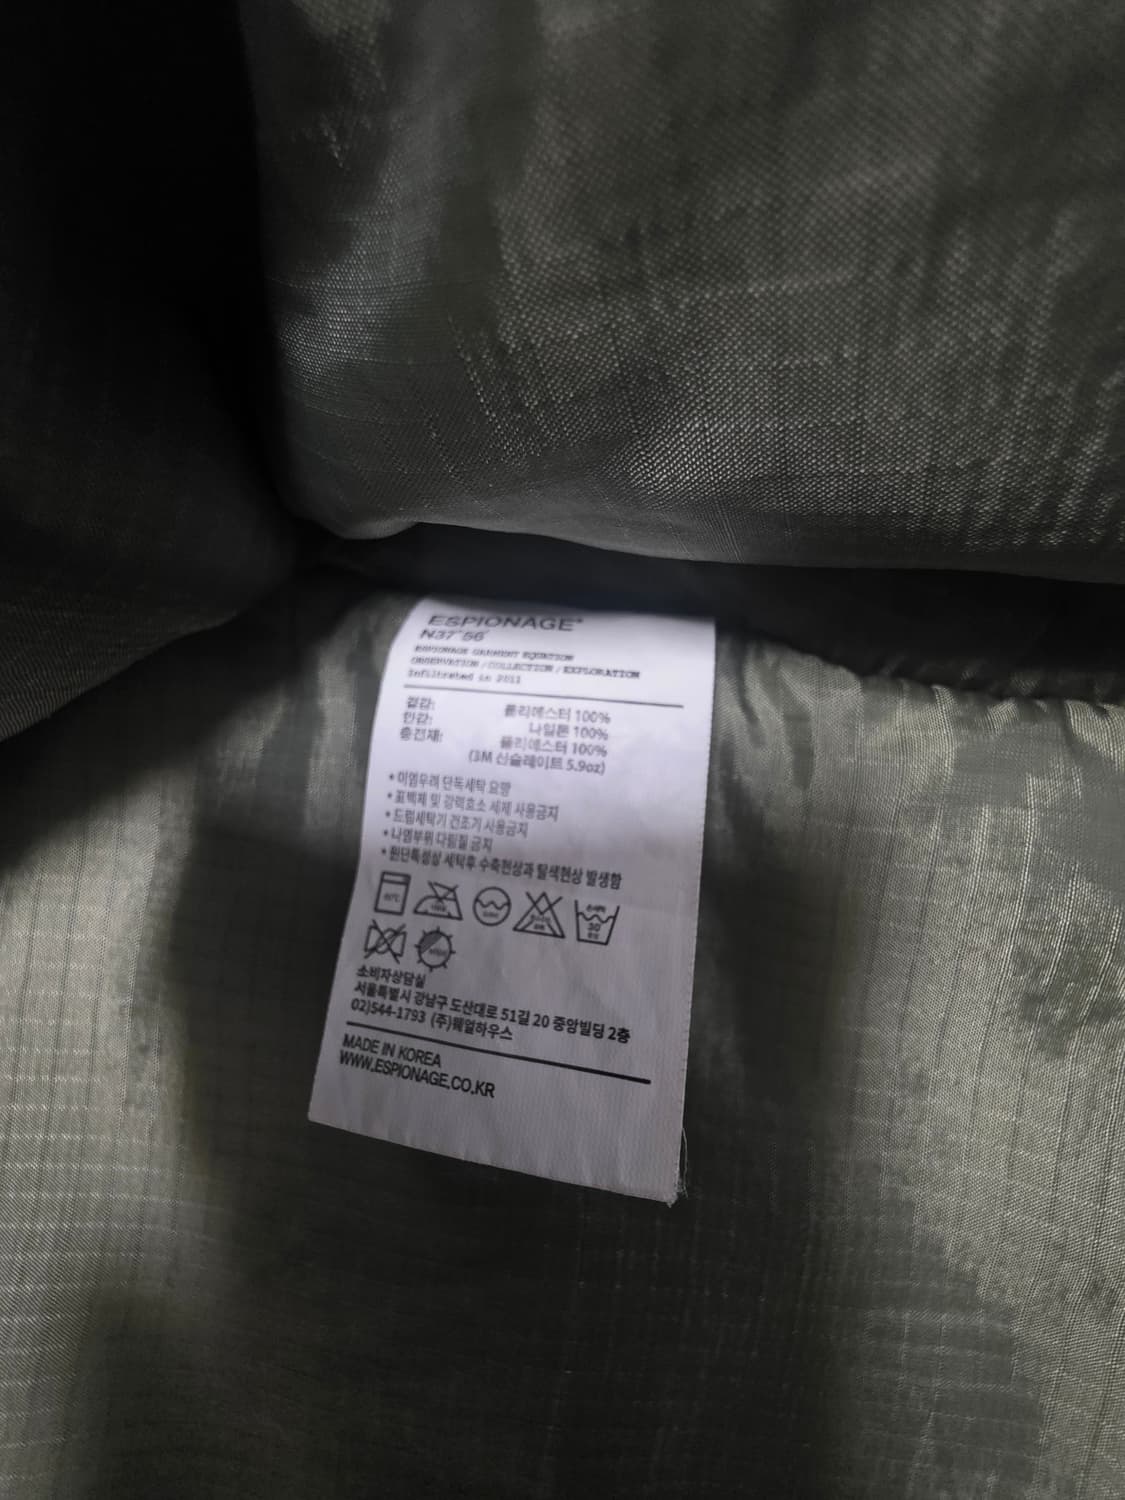 ESPIONAGE®
N37˚56'
ESPIONAGE GARMENT EQUATION
OBSERVATION / COLLECTION / EXPLORATION
Infiltrated in 2011
겉감: 폴리에스터 100%
안감: 나일론 100%
충전재: 폴리에스터 100%
(3M 신슐레이트 5.9oz)
* 이염우려 단독세탁 요망
* 표백제 및 강력효소 세제 사용금지
* 드럼세탁기 건조기 사용금지
* 나염부위 다림질 금지
* 원단특성상 세탁후 수축현상과 탈색현상 발생함
30
소비자상담실
서울특별시 강남구 도산대로 51길 20 중앙빌딩 2층
02)544-1793 (주)웨얼하우스
MADE IN KOREA
WWW.ESPIONAGE.CO.KR